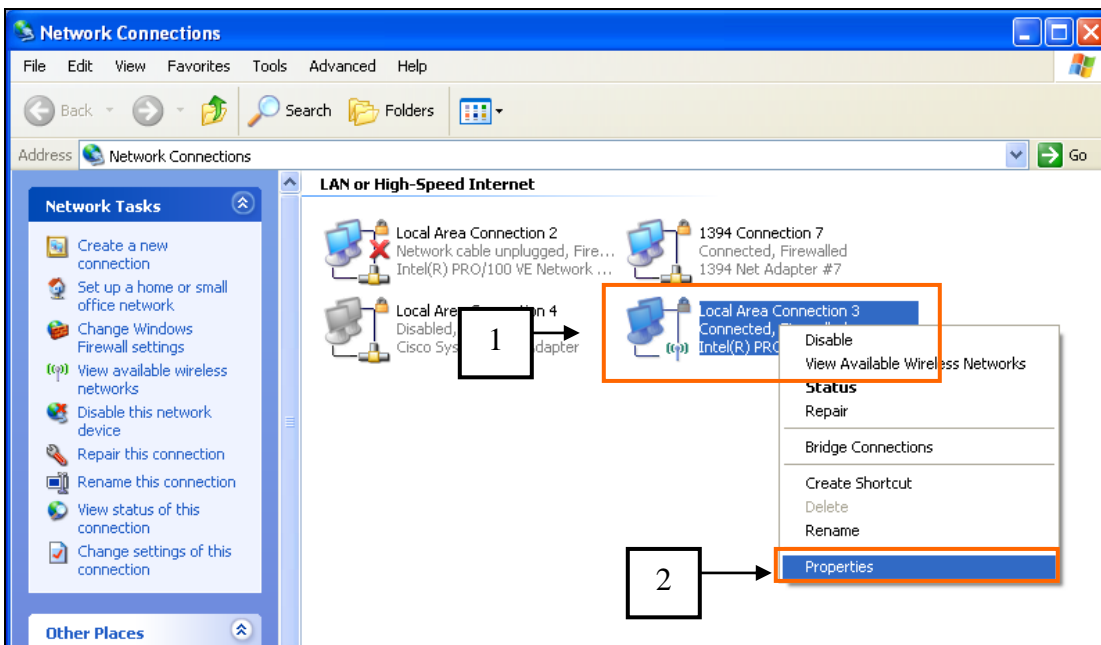 Network Connections
File Edit View Favorites Tools Advanced Help
Back Search Folders
Address Network Connections Go
Network Tasks
Create a new
connection
Set up a home or small
office network
Change Windows
Firewall settings
View available wireless
networks
Disable this network
device
Repair this connection
Rename this connection
View status of this
connection
Change settings of this
connection
Other Places
LAN or High-Speed Internet
Local Area Connection 2
Network cable unplugged, Fire...
Intel(R) PRO/100 VE Network ...
1394 Connection 7
Connected, Firewalled
1394 Net Adapter #7
Local Area 4
Disabled,
Cisco
1
Local Area Connection 3
Connected,
Intel(R)
Disable
View Available Wireless Networks
Status
Repair
Bridge Connections
Create Shortcut
Delete
Rename
Properties
2